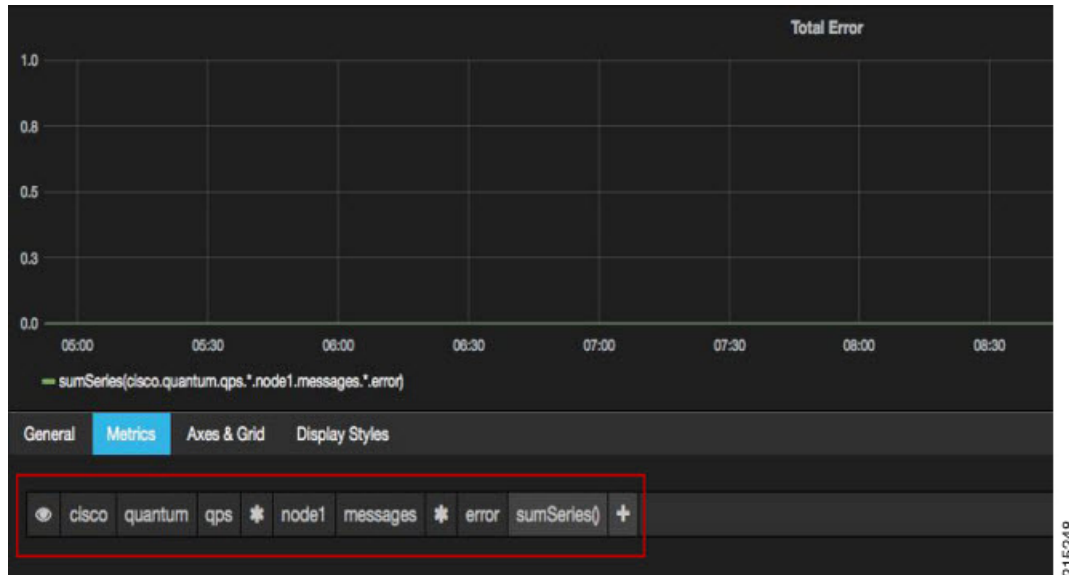 Total Error
1.0
0.8
0.5
0.3
0.0
05:00 05:30 06:00 06:30 07:00 07:30 08:00 08:30
sumSeries(cisco.quantum.qps.*.node1.messages.*.error)
General Metrics Axes & Grid Display Styles
cisco quantum qps * node1 messages * error sumSeries() +
215248